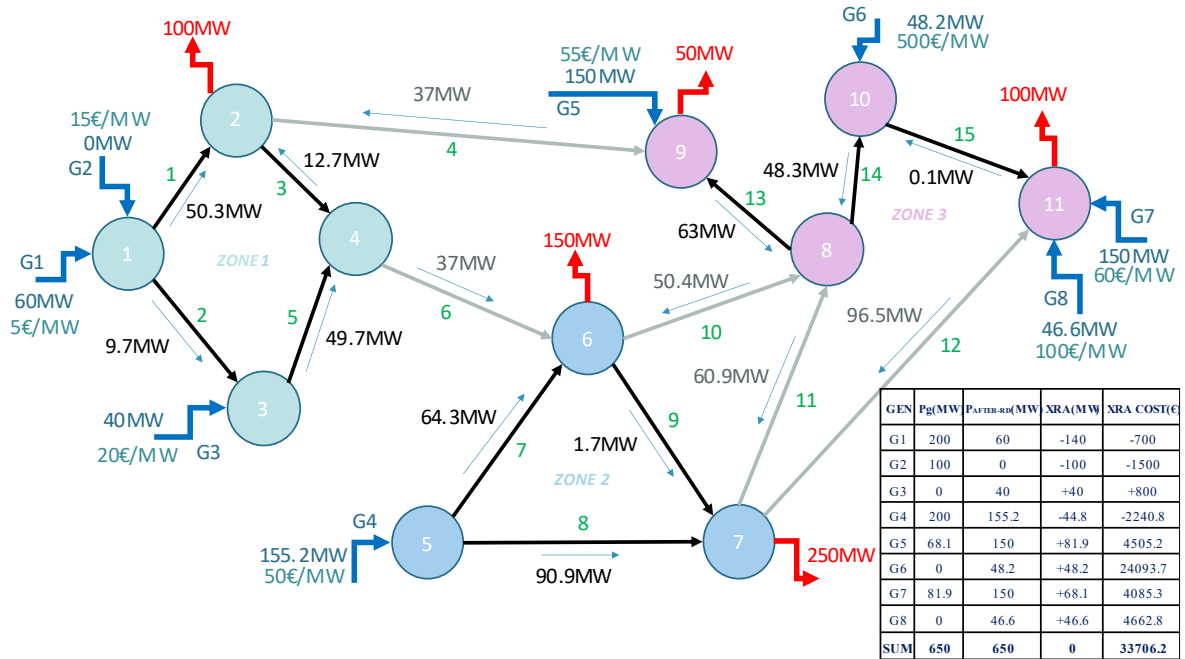 100MW
G6
48.2MW
500€/MW
55€/MW
150MW
G5
50MW
10
100MW
2
37MW
4
9
15€/MW
0MW
G2
1
3
12.7MW
50.3MW
48.3MW
14
15
0.1MW
13
63MW
ZONE 3
11
G7
150MW
60€/MW
G8
46.6MW
100€/MW
1
G1
60MW
5€/MW
ZONE 1
4
8
150MW
37MW
6
50.4MW
10
2
9.7MW
5
49.7MW
6
96.5MW
12
60.9MW
11
3
40MW
20€/MW
G3
64.3MW
7
9
1.7MW
ZONE 2
G4
155.2MW
50€/MW
5
8
90.9MW
7
250MW
GEN Pg(MW) PAFTER-RD(MW) XRA(MW) XRA COST(€)
G1 200 60 -140 -700
G2 100 0 -100 -1500
G3 0 40 +40 +800
G4 200 155.2 -44.8 -2240.8
G5 68.1 150 +81.9 4505.2
G6 0 48.2 +48.2 24093.7
G7 81.9 150 +68.1 4085.3
G8 0 46.6 +46.6 4662.8
SUM 650 650 0 33706.2